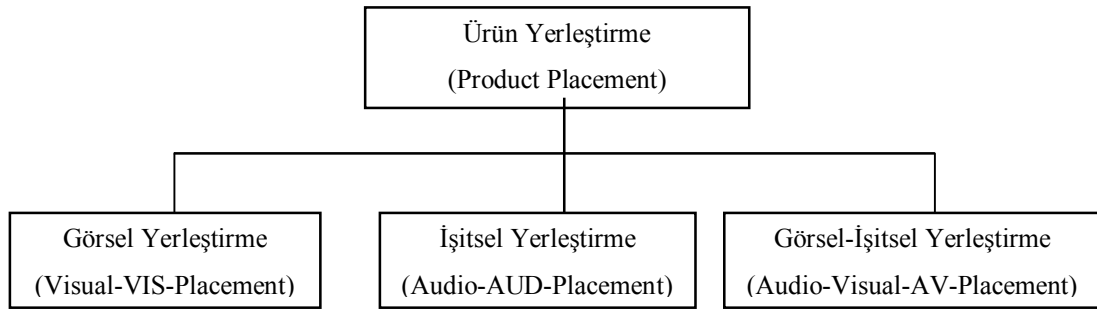 Ürün Yerleştirme
(Product Placement)
Görsel Yerleştirme
(Visual-VIS-Placement)
İşitsel Yerleştirme
(Audio-AUD-Placement)
Görsel-İşitsel Yerleştirme
(Audio-Visual-AV-Placement)